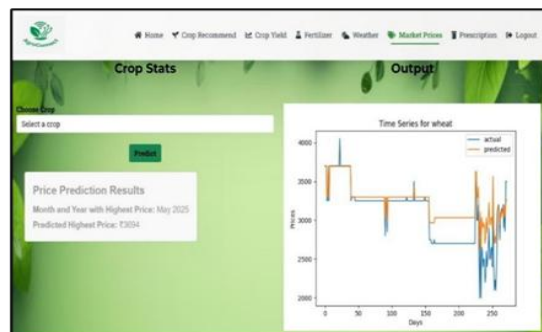 Home Crop Recommend Crop Yield Fertilizer Weather Market Prices Prescription Logout
Crop Stats
Choose Crop
Select a crop
Predict
Price Prediction Results
Month and Year with Highest Price: May 2025
Predicted Highest Price: ₹3694
Output
Time Series for wheat
actual
predicted
4000
3500
3000
2500
2000
Prices
0 50 100 150 200 250
Days